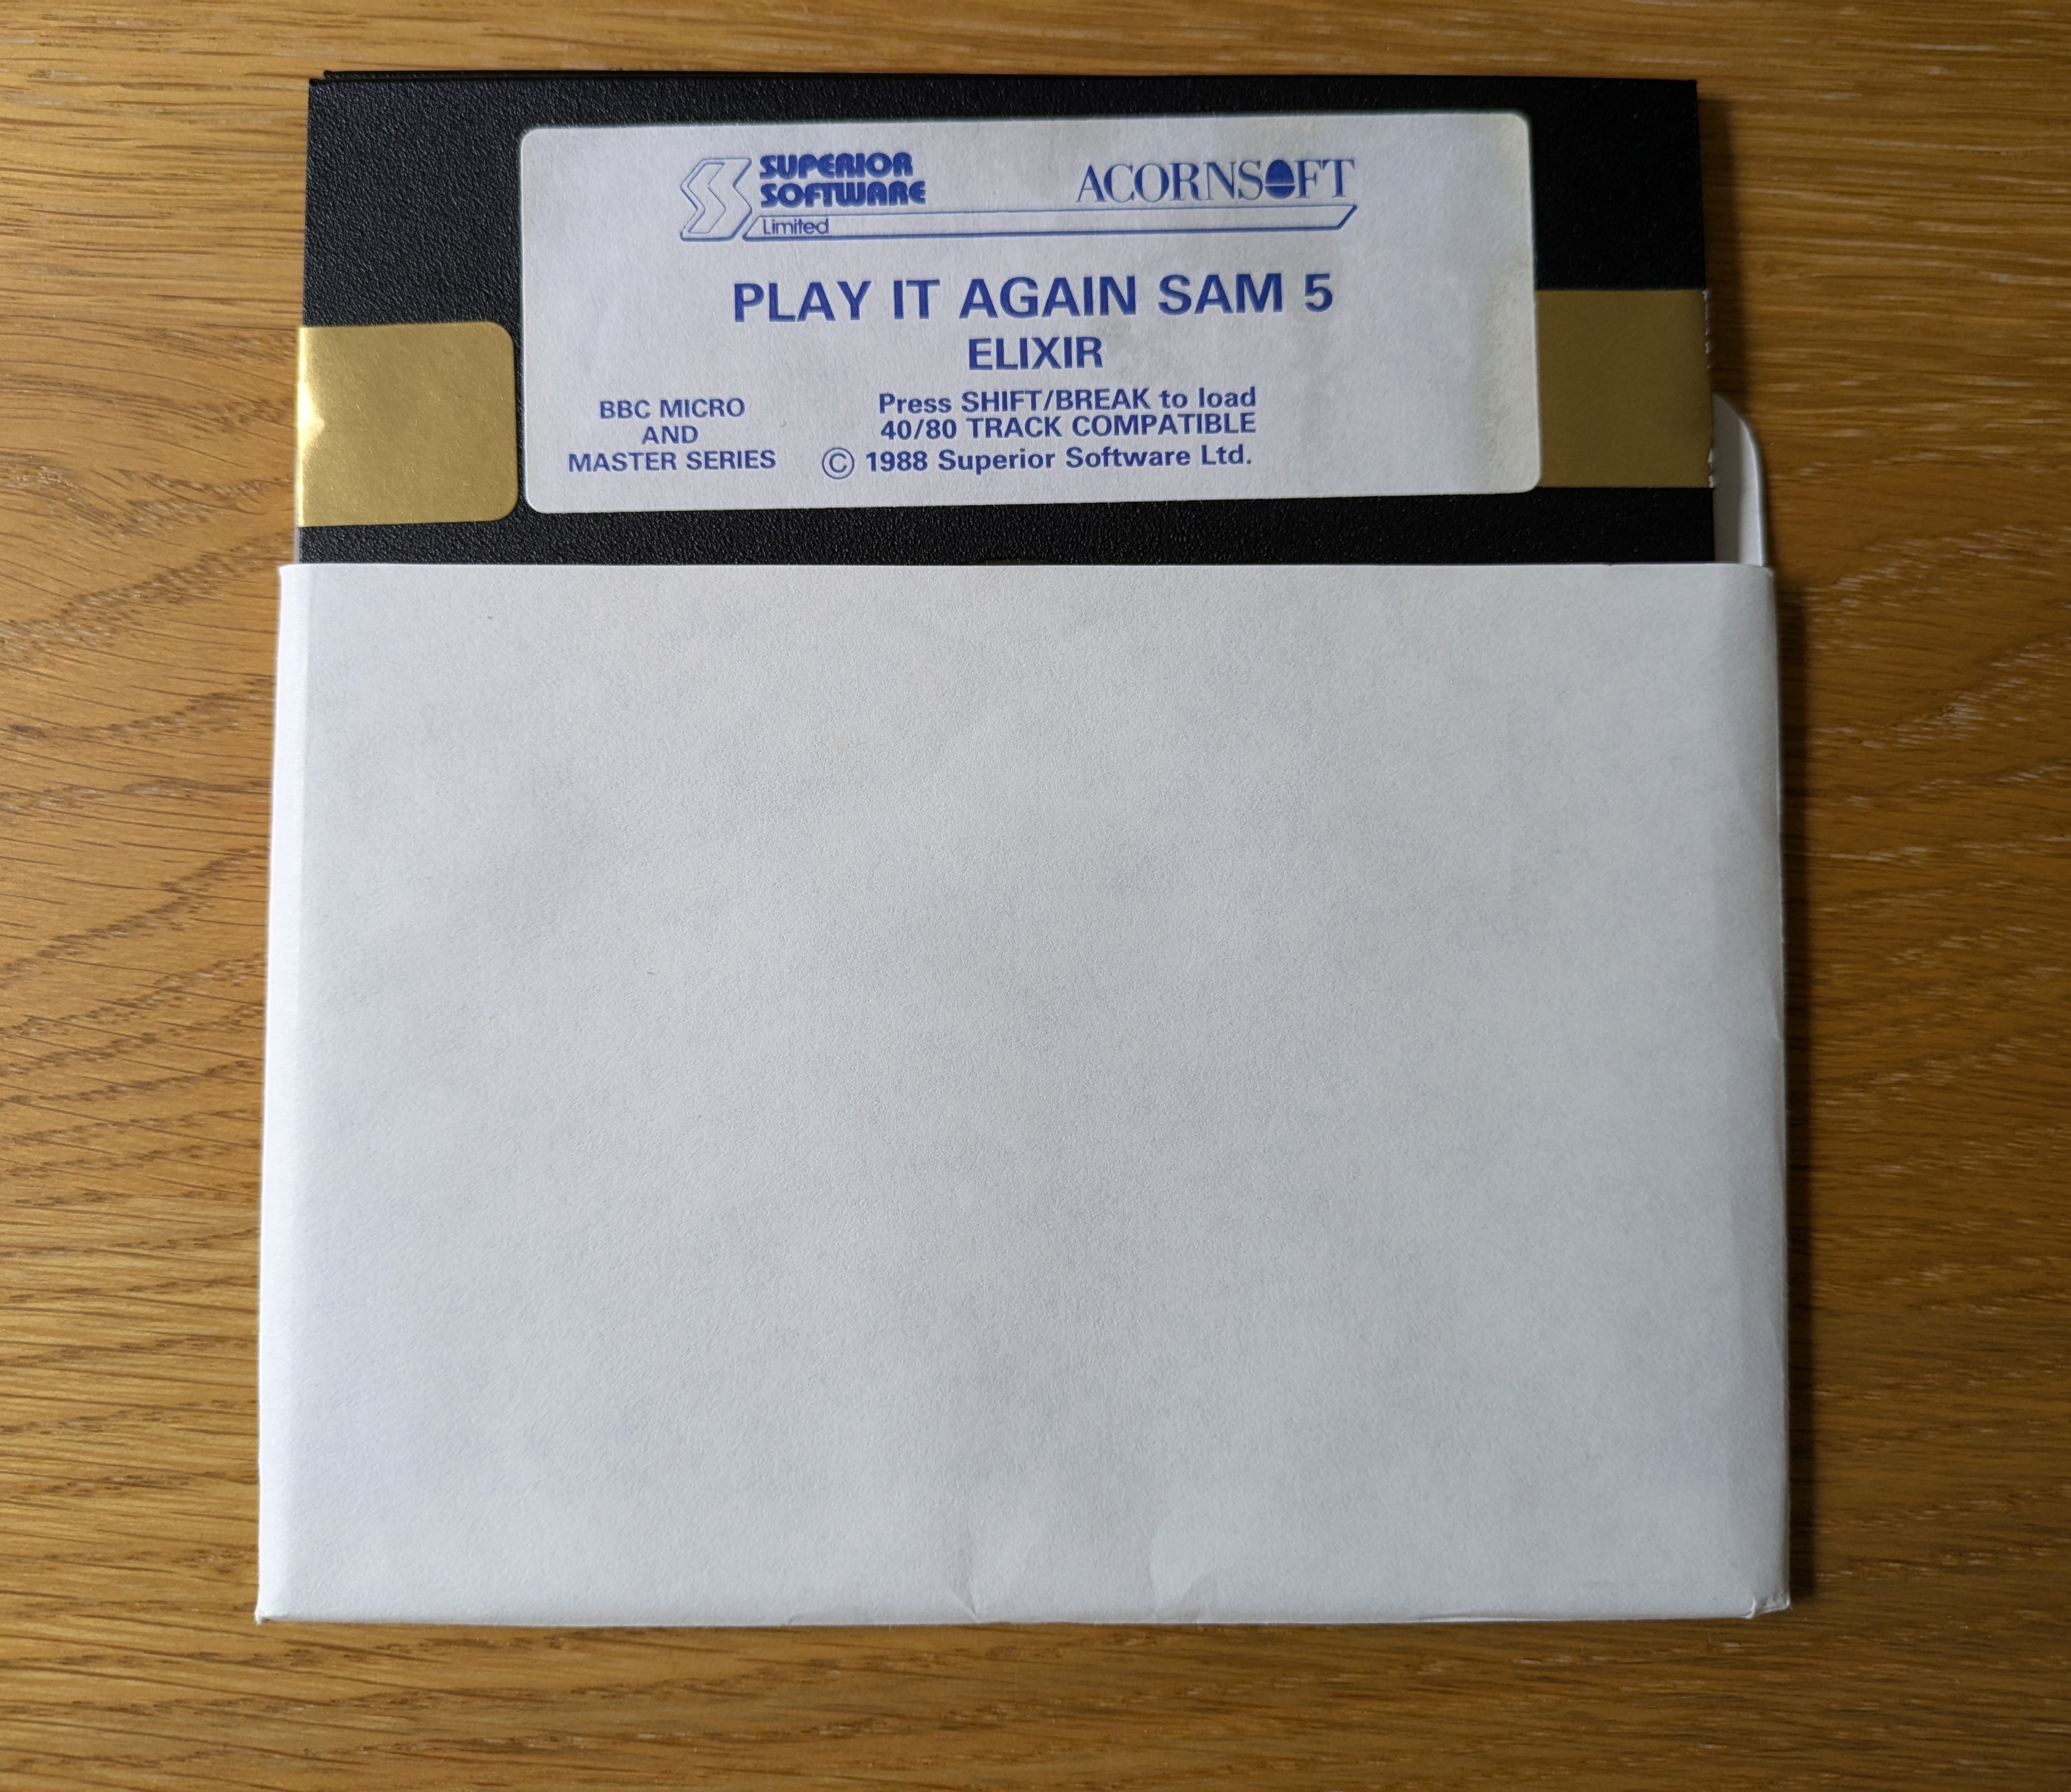 SUPERIOR
SOFTWARE
Limited
ACORNSOFT
PLAY IT AGAIN SAM 5
ELIXIR
BBC MICRO
AND
MASTER SERIES
Press SHIFT/BREAK to load
40/80 TRACK COMPATIBLE
© 1988 Superior Software Ltd.